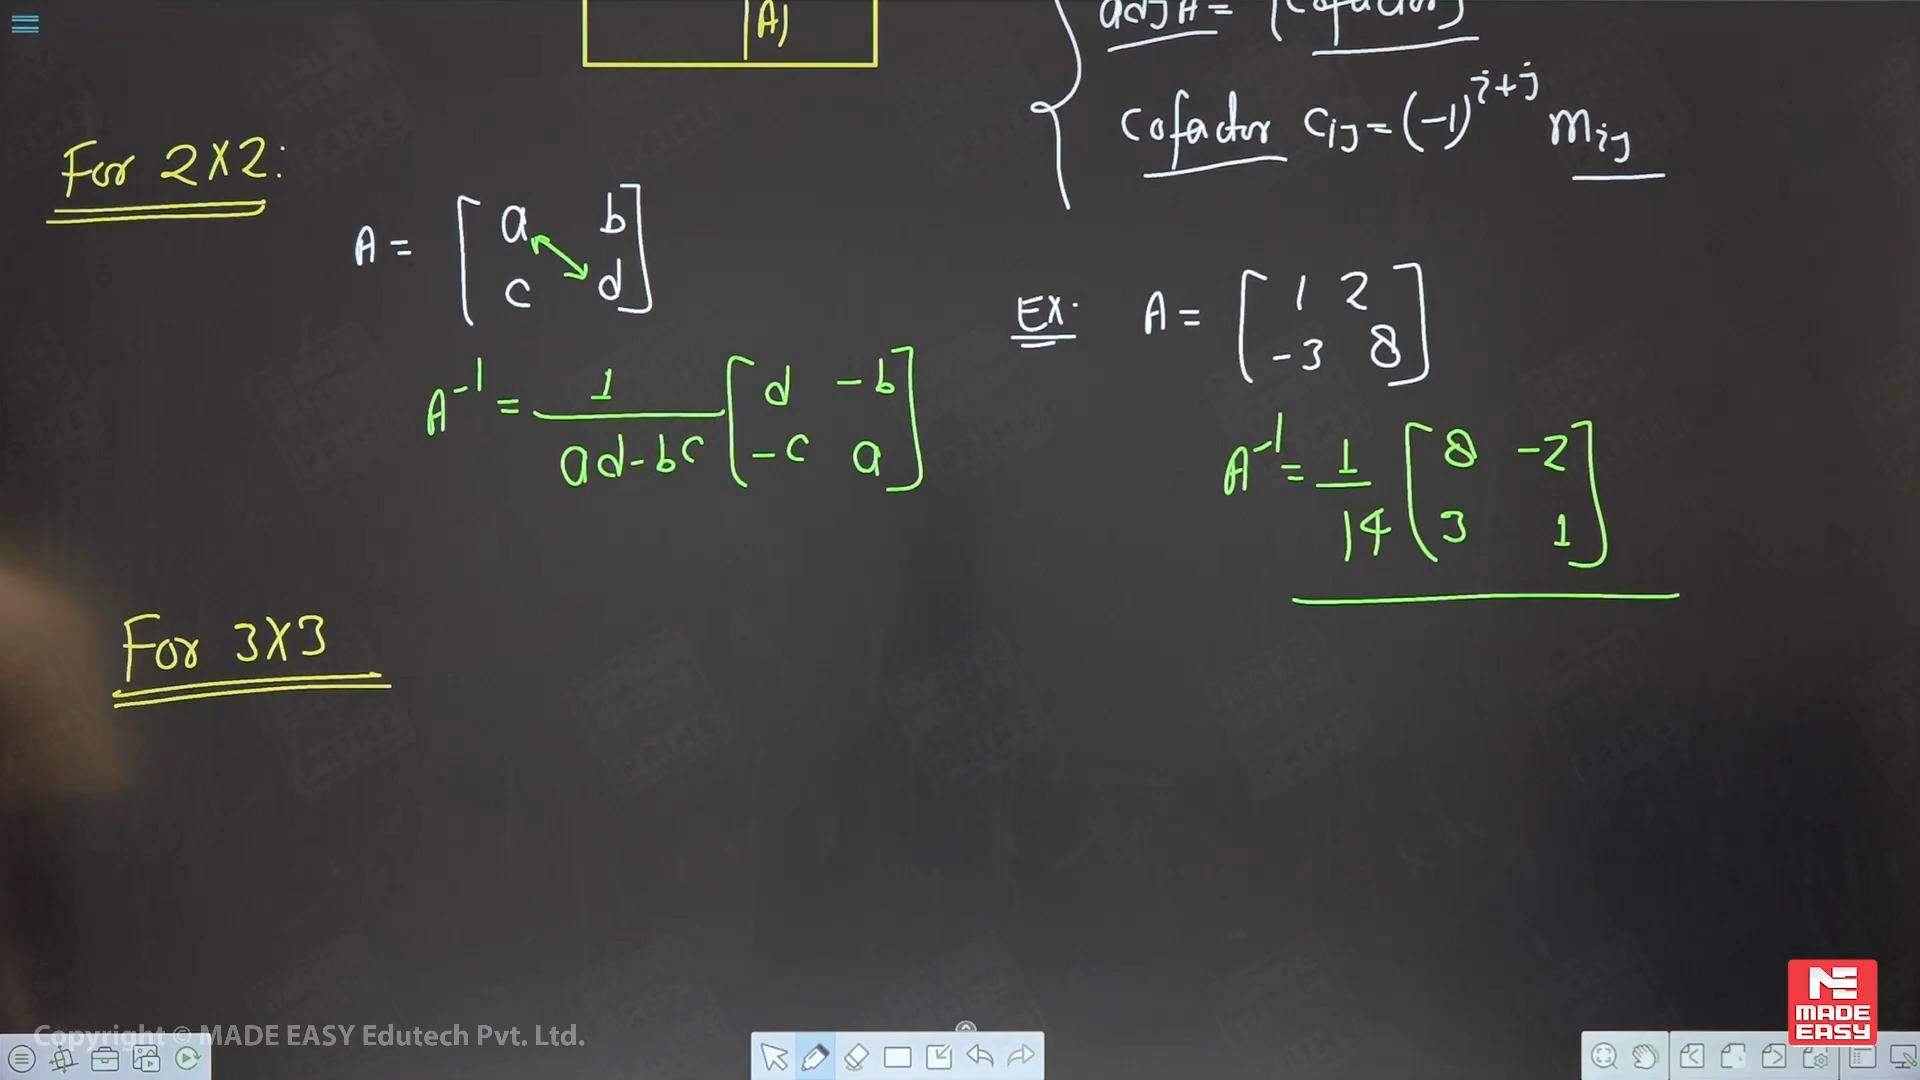 |A|
adj A = [cofactor]
cofactor Cij = (-1)^i+j mij
For 2X2:
A = [ a b
c d ]
A^-1 = 1 / ad-bc [ d -b
-c a ]
EX. A = [ 1 2
-3 8 ]
A^-1 = 1 / 14 [ 8 -2
3 1 ]
For 3X3
MADE
EASY
Copyright © MADE EASY Edutech Pvt. Ltd.